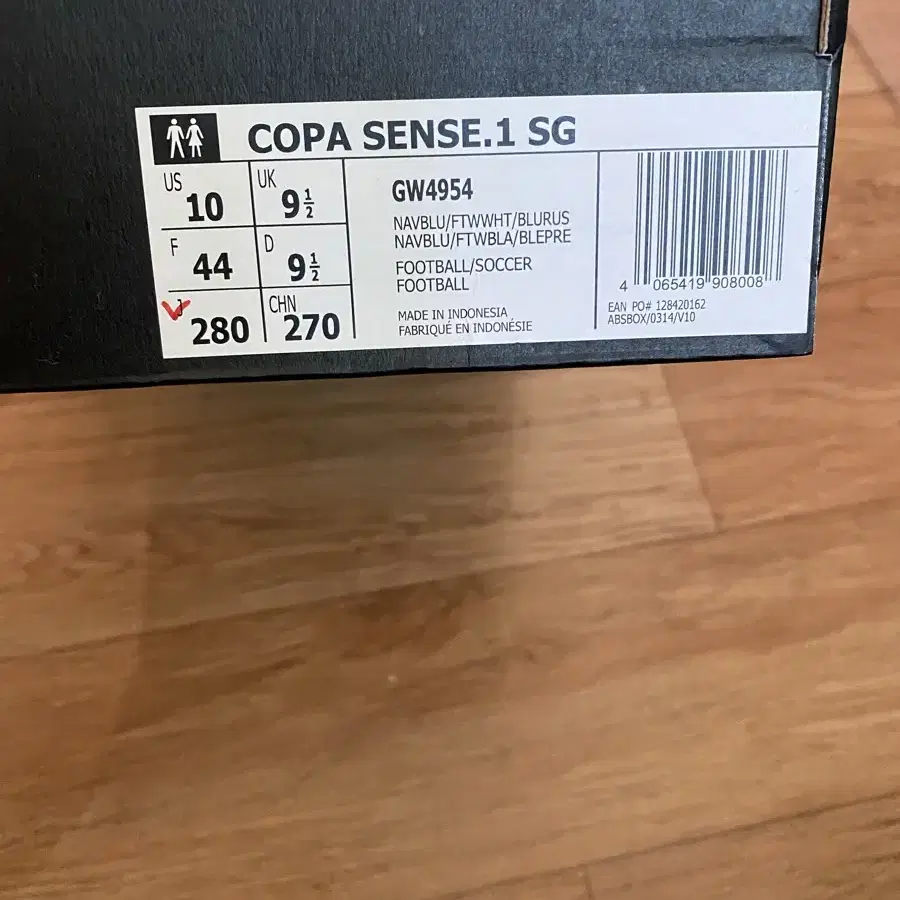 COPA SENSE.1 SG
US 10
UK 9½
F 44
D 9½
J 280
CHN 270
GW4954
NAVBLU/FTWWHT/BLURUS
NAVBLU/FTWBLA/BLEPRE
FOOTBALL/SOCCER
FOOTBALL
MADE IN INDONESIA
FABRIQUÉ EN INDONÉSIE
4 065419 908008
EAN PO# 128420162
ABSBOX/0314/V10